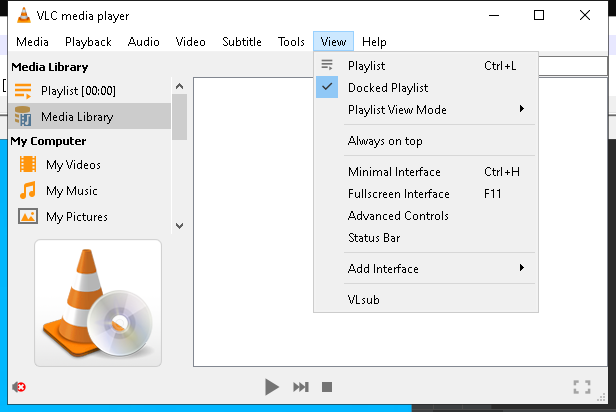 VLC media player
Media Playback Audio Video Subtitle Tools View Help
Media Library
Playlist [00:00]
Media Library
My Computer
My Videos
My Music
My Pictures
Playlist Ctrl+L
Docked Playlist
Playlist View Mode
Always on top
Minimal Interface Ctrl+H
Fullscreen Interface F11
Advanced Controls
Status Bar
Add Interface
VLsub